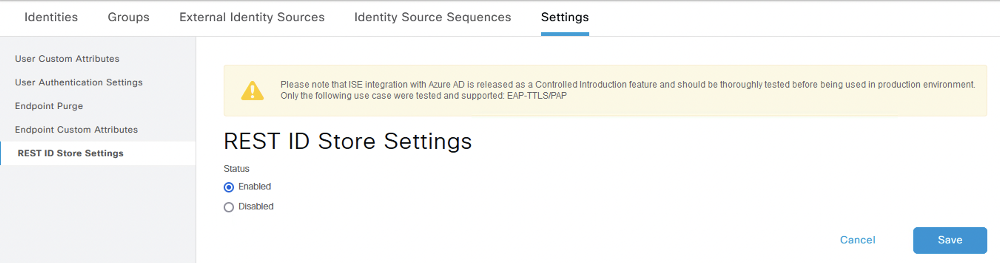 Identities Groups External Identity Sources Identity Source Sequences Settings
User Custom Attributes
User Authentication Settings
Endpoint Purge
Endpoint Custom Attributes
REST ID Store Settings
Please note that ISE integration with Azure AD is released as a Controlled Introduction feature and should be thoroughly tested before being used in production environment.
Only the following use case were tested and supported: EAP-TTLS/PAP
REST ID Store Settings
Status
Enabled
Disabled
Cancel Save